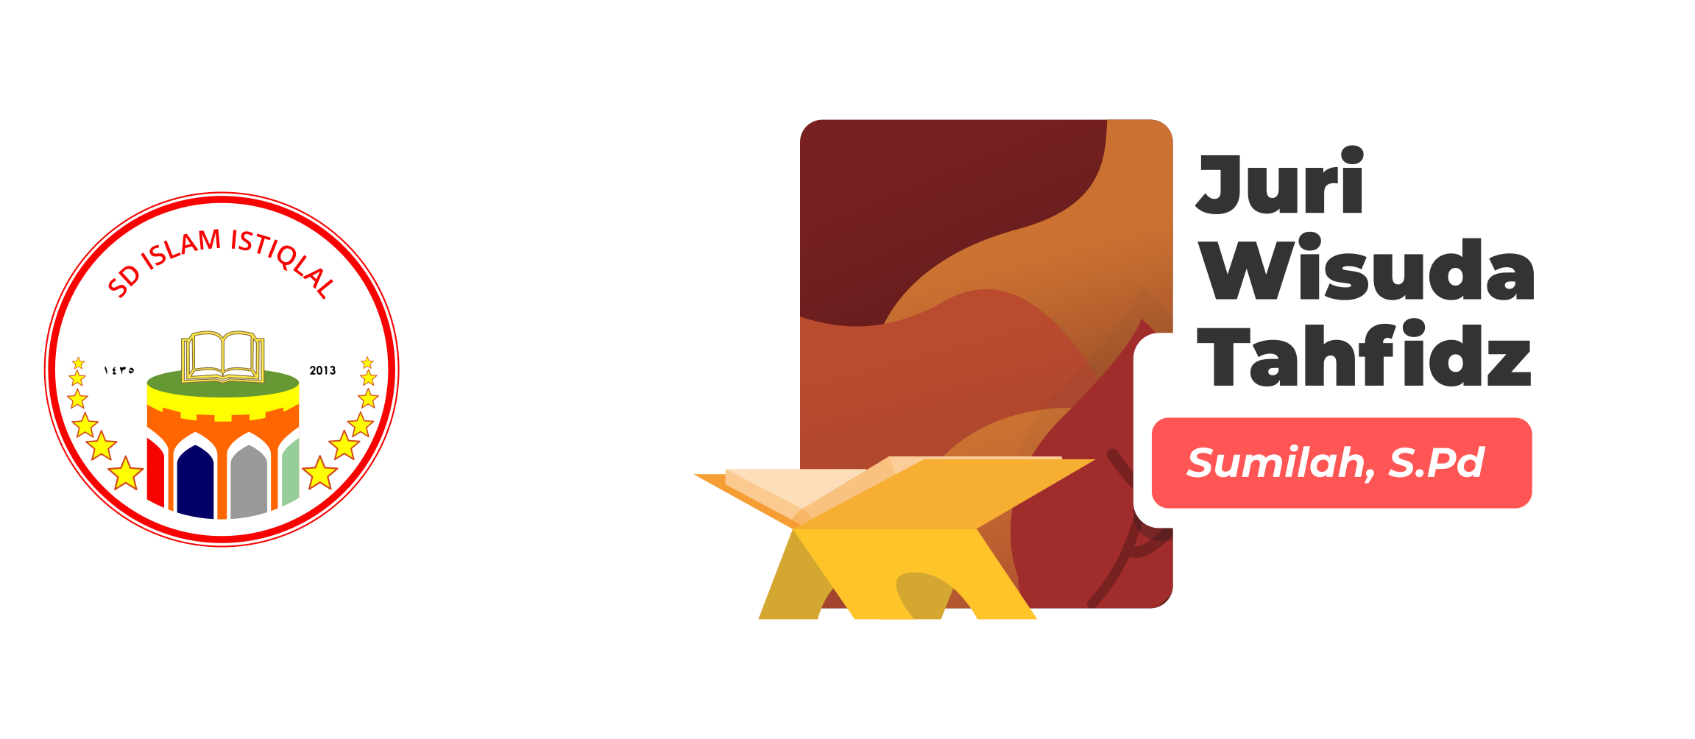 SD ISLAM ISTIQLAL
١٤٣٥
2013
Juri
Wisuda
Tahfidz
Sumilah, S.Pd